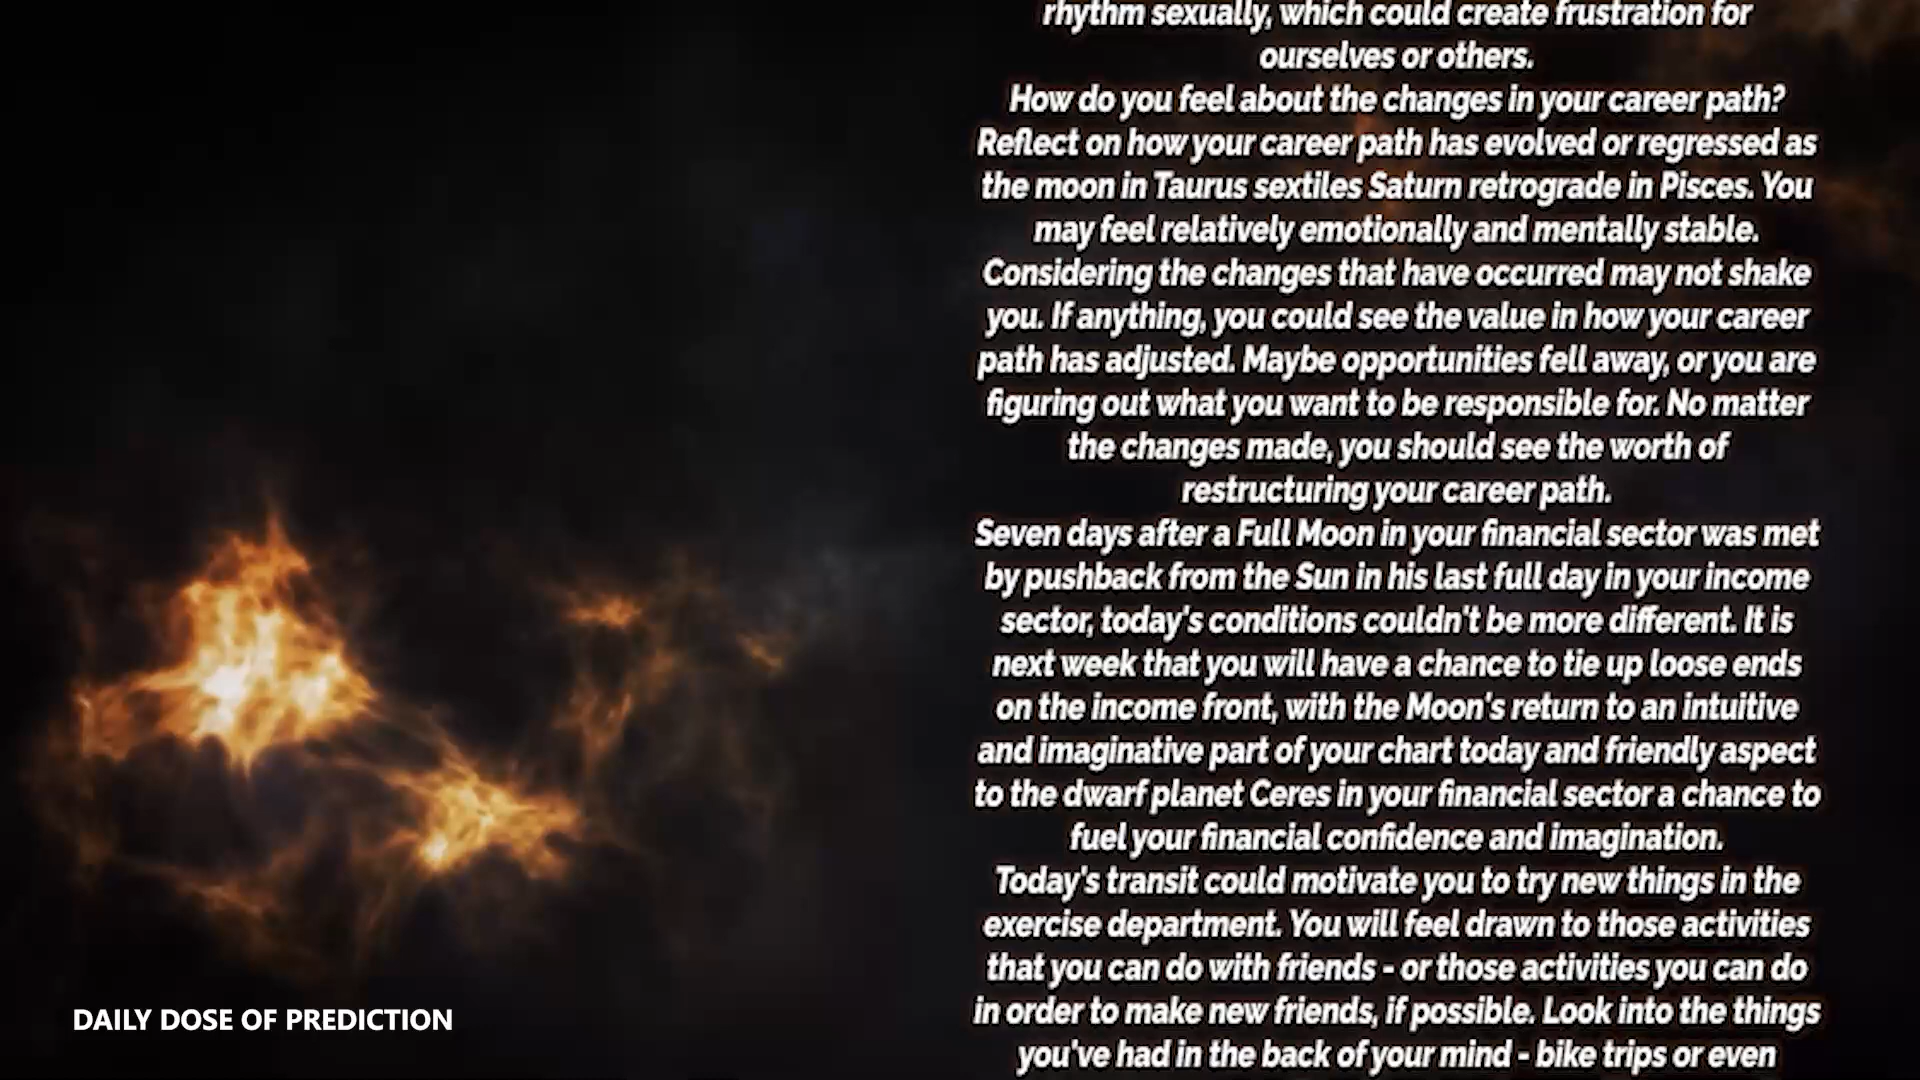 rhythm sexually, which could create frustration for
ourselves or others.
How do you feel about the changes in your career path?
Reflect on how your career path has evolved or regressed as
the moon in Taurus sextiles Saturn retrograde in Pisces. You
may feel relatively emotionally and mentally stable.
Considering the changes that have occurred may not shake
you. If anything, you could see the value in how your career
path has adjusted. Maybe opportunities fell away, or you are
figuring out what you want to be responsible for. No matter
the changes made, you should see the worth of
restructuring your career path.
Seven days after a Full Moon in your financial sector was met
by pushback from the Sun in his last full day in your income
sector, today's conditions couldn't be more different. It is
next week that you will have a chance to tie up loose ends
on the income front, with the Moon's return to an intuitive
and imaginative part of your chart today and friendly aspect
to the dwarf planet Ceres in your financial sector a chance to
fuel your financial confidence and imagination.
Today's transit could motivate you to try new things in the
exercise department. You will feel drawn to those activities
that you can do with friends - or those activities you can do
in order to make new friends, if possible. Look into the things
you've had in the back of your mind - bike trips or even
DAILY DOSE OF PREDICTION